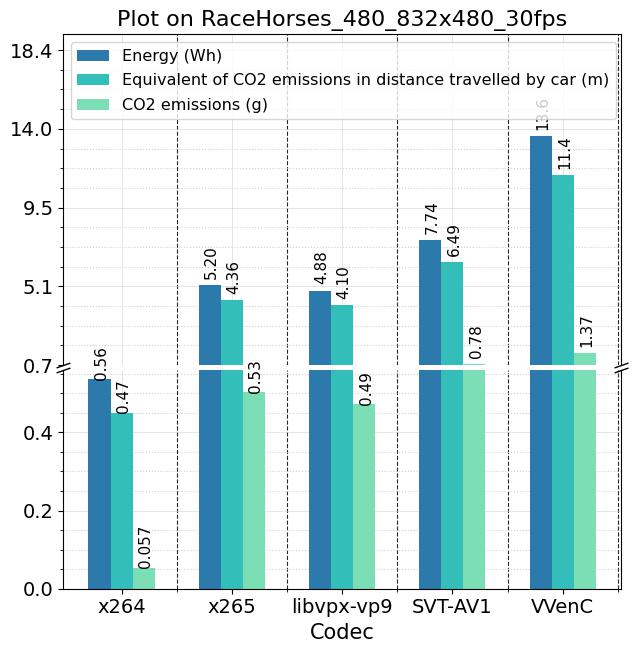 Plot on RaceHorses_480_832x480_30fps
Energy (Wh)
Equivalent of CO2 emissions in distance travelled by car (m)
CO2 emissions (g)
18.4
14.0
9.5
5.1
0.7
0.4
0.2
0.0
0.56
0.47
0.057
5.20
4.36
0.53
4.88
4.10
0.49
7.74
6.49
0.78
13.6
11.4
1.37
x264
x265
libvpx-vp9
SVT-AV1
VVenC
Codec